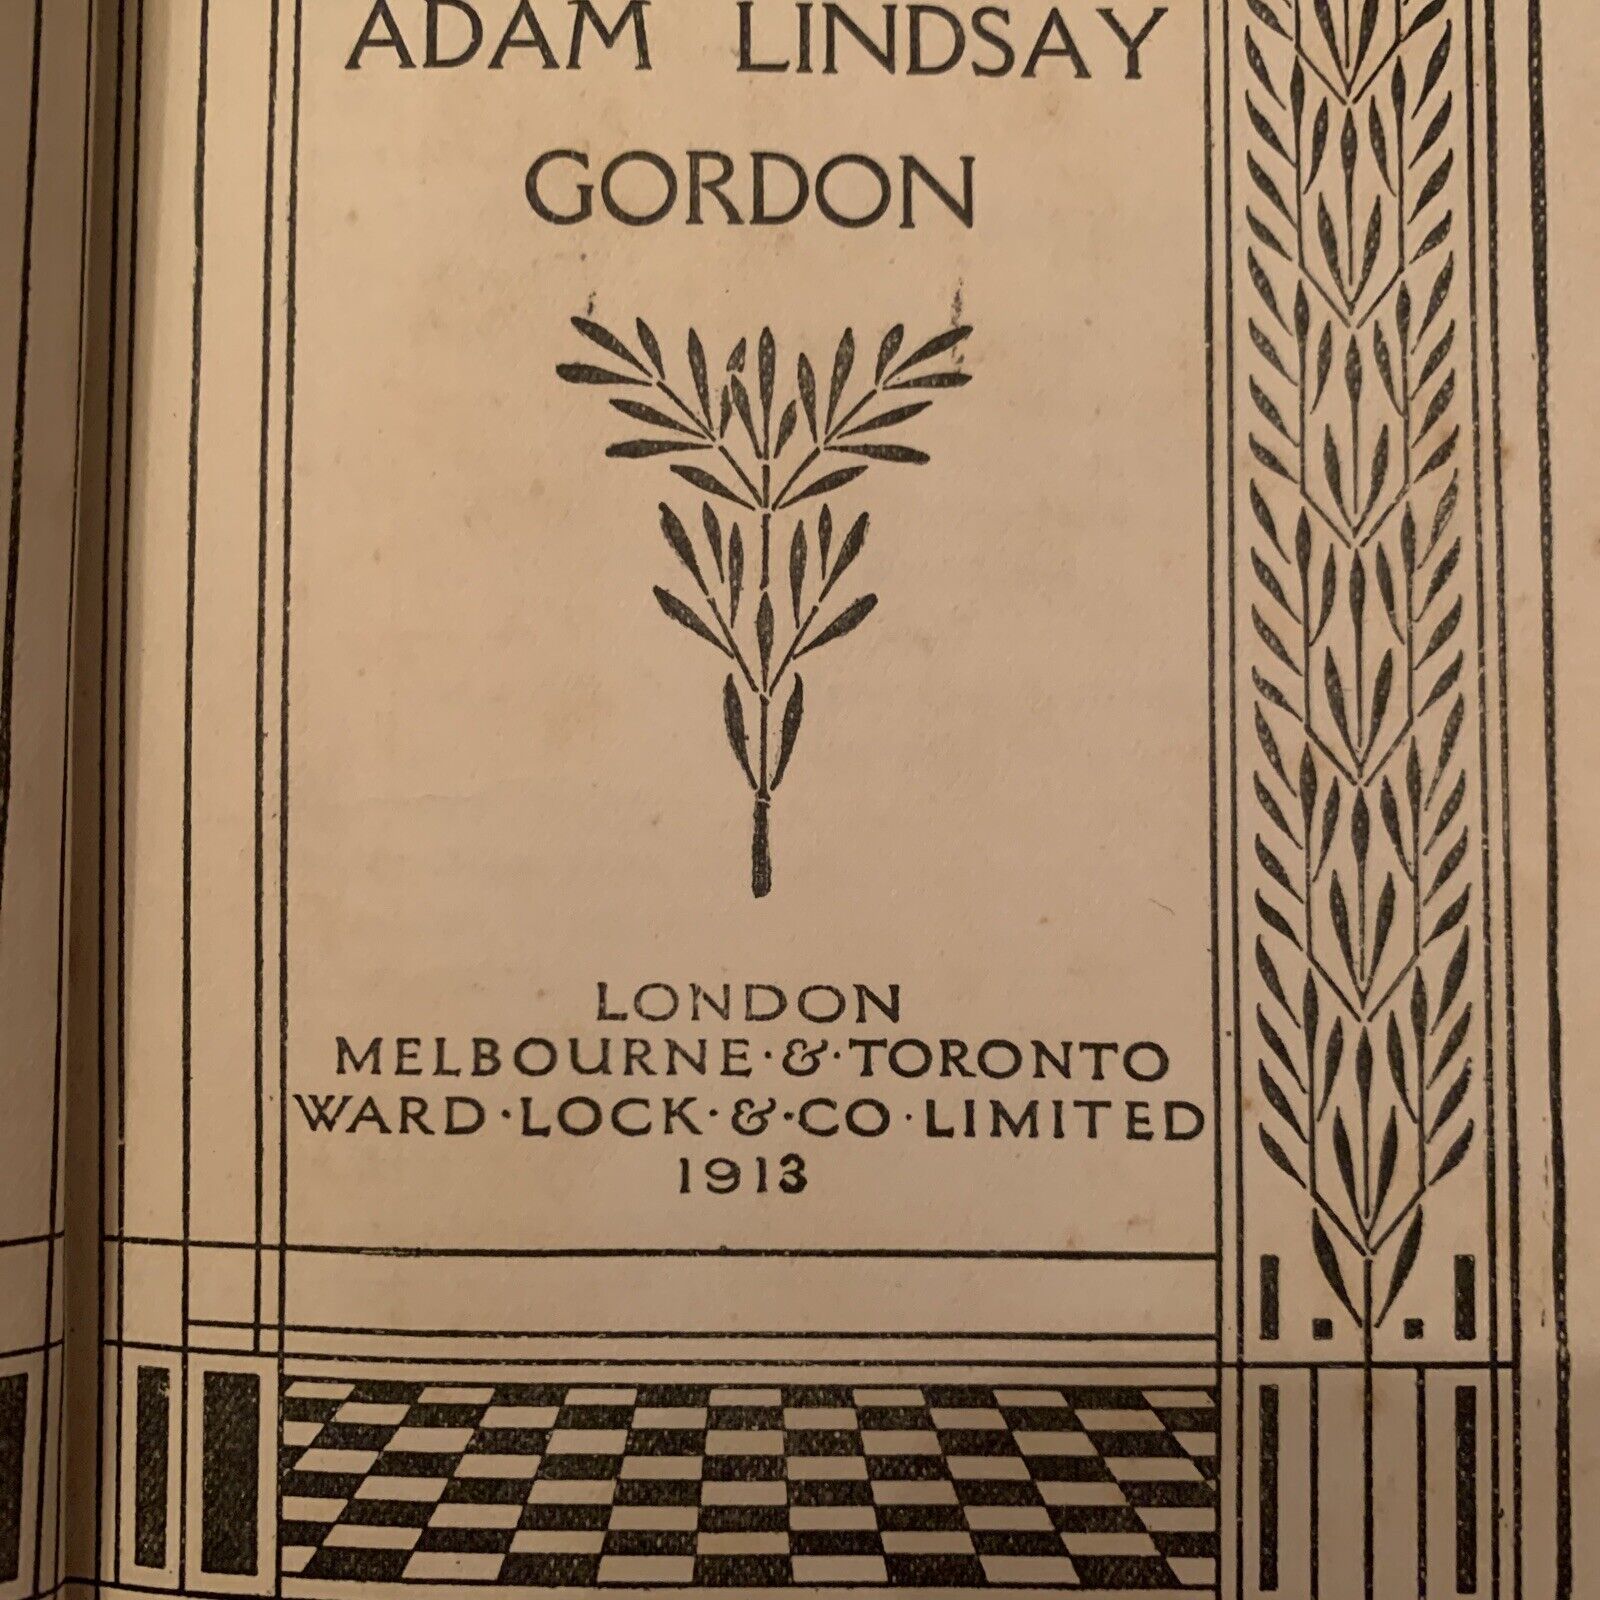 ADAM LINDSAY
GORDON
LONDON
MELBOURNE·&·TORONTO
WARD·LOCK·&·CO·LIMITED
1913